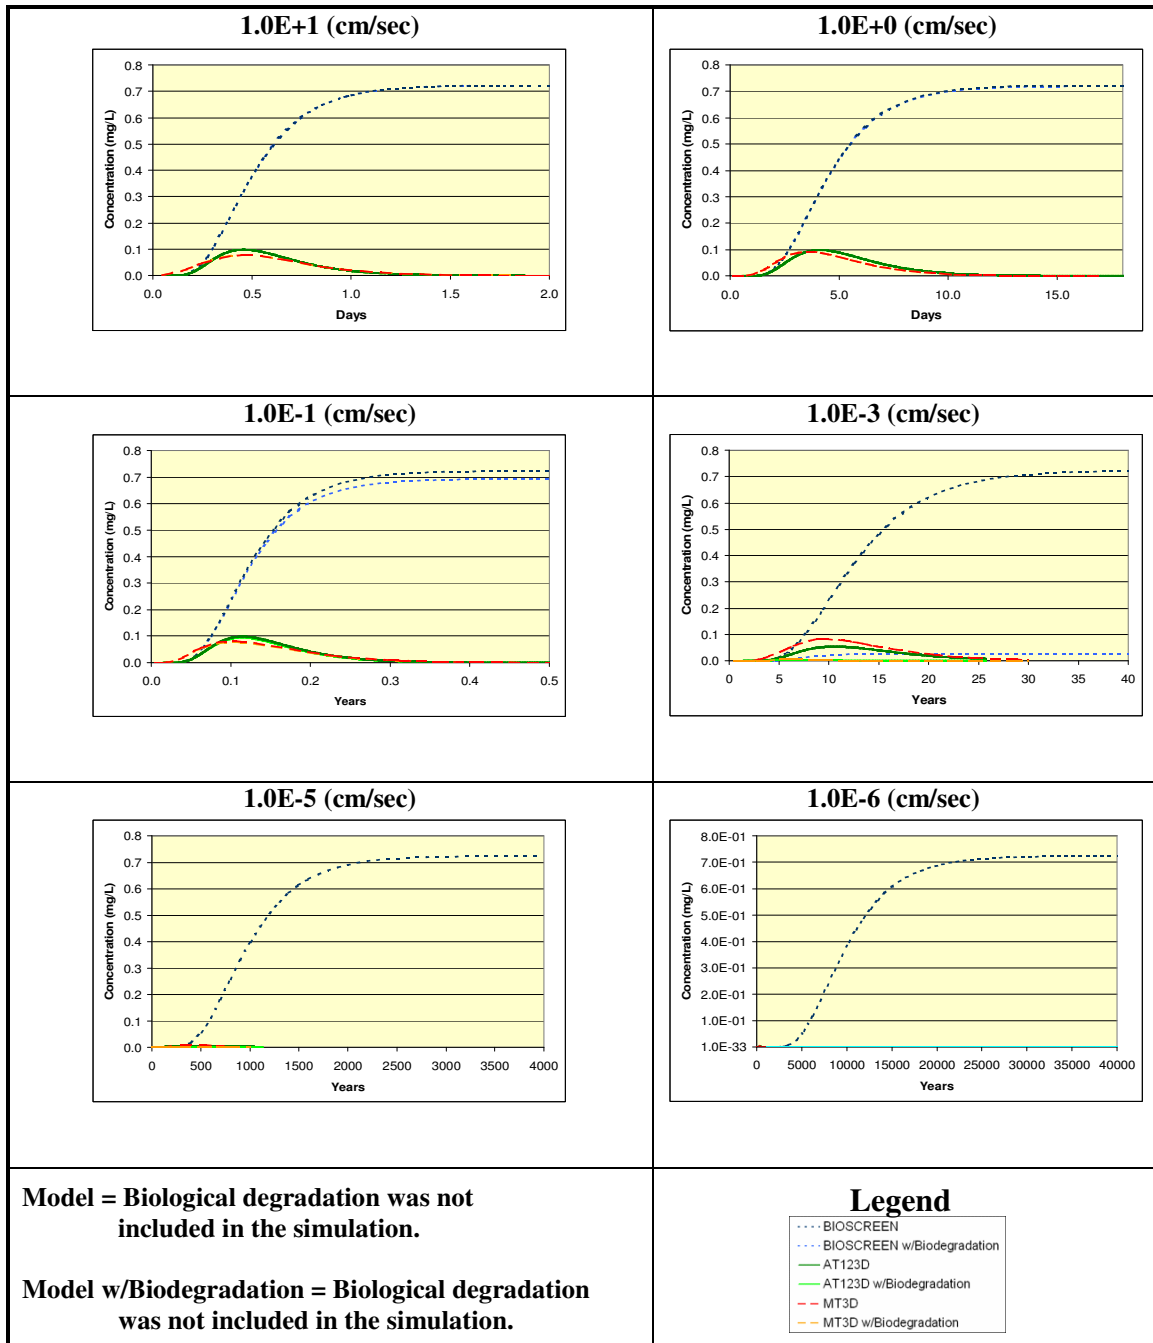 1.0E+1 (cm/sec)
0.8
0.7
0.6
0.5
0.4
0.3
0.2
0.1
0.0
Concentration (mg/L)
0.0 0.5 1.0 1.5 2.0
Days
1.0E+0 (cm/sec)
0.8
0.7
0.6
0.5
0.4
0.3
0.2
0.1
0.0
Concentration (mg/L)
0.0 5.0 10.0 15.0
Days
1.0E-1 (cm/sec)
0.8
0.7
0.6
0.5
0.4
0.3
0.2
0.1
0.0
Concentration (mg/L)
0.0 0.1 0.2 0.3 0.4 0.5
Years
1.0E-3 (cm/sec)
0.8
0.7
0.6
0.5
0.4
0.3
0.2
0.1
0.0
Concentration (mg/L)
0 5 10 15 20 25 30 35 40
Years
1.0E-5 (cm/sec)
0.8
0.7
0.6
0.5
0.4
0.3
0.2
0.1
0.0
Concentration (mg/L)
0 500 1000 1500 2000 2500 3000 3500 4000
Years
1.0E-6 (cm/sec)
8.0E-01
7.0E-01
6.0E-01
5.0E-01
4.0E-01
3.0E-01
2.0E-01
1.0E-01
1.0E-33
Concentration (mg/L)
0 5000 10000 15000 20000 25000 30000 35000 40000
Years
Model = Biological degradation was not
included in the simulation.
Model w/Biodegradation = Biological degradation
was not included in the simulation.
Legend
BIOSCREEN
BIOSCREEN w/Biodegradation
AT123D
AT123D w/Biodegradation
MT3D
MT3D w/Biodegradation